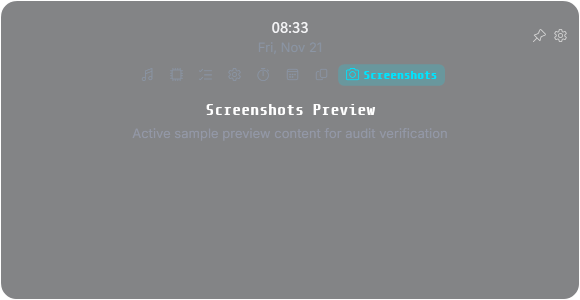 08:33
Fri, Nov 21
Screenshots
Screenshots Preview
Active sample preview content for audit verification